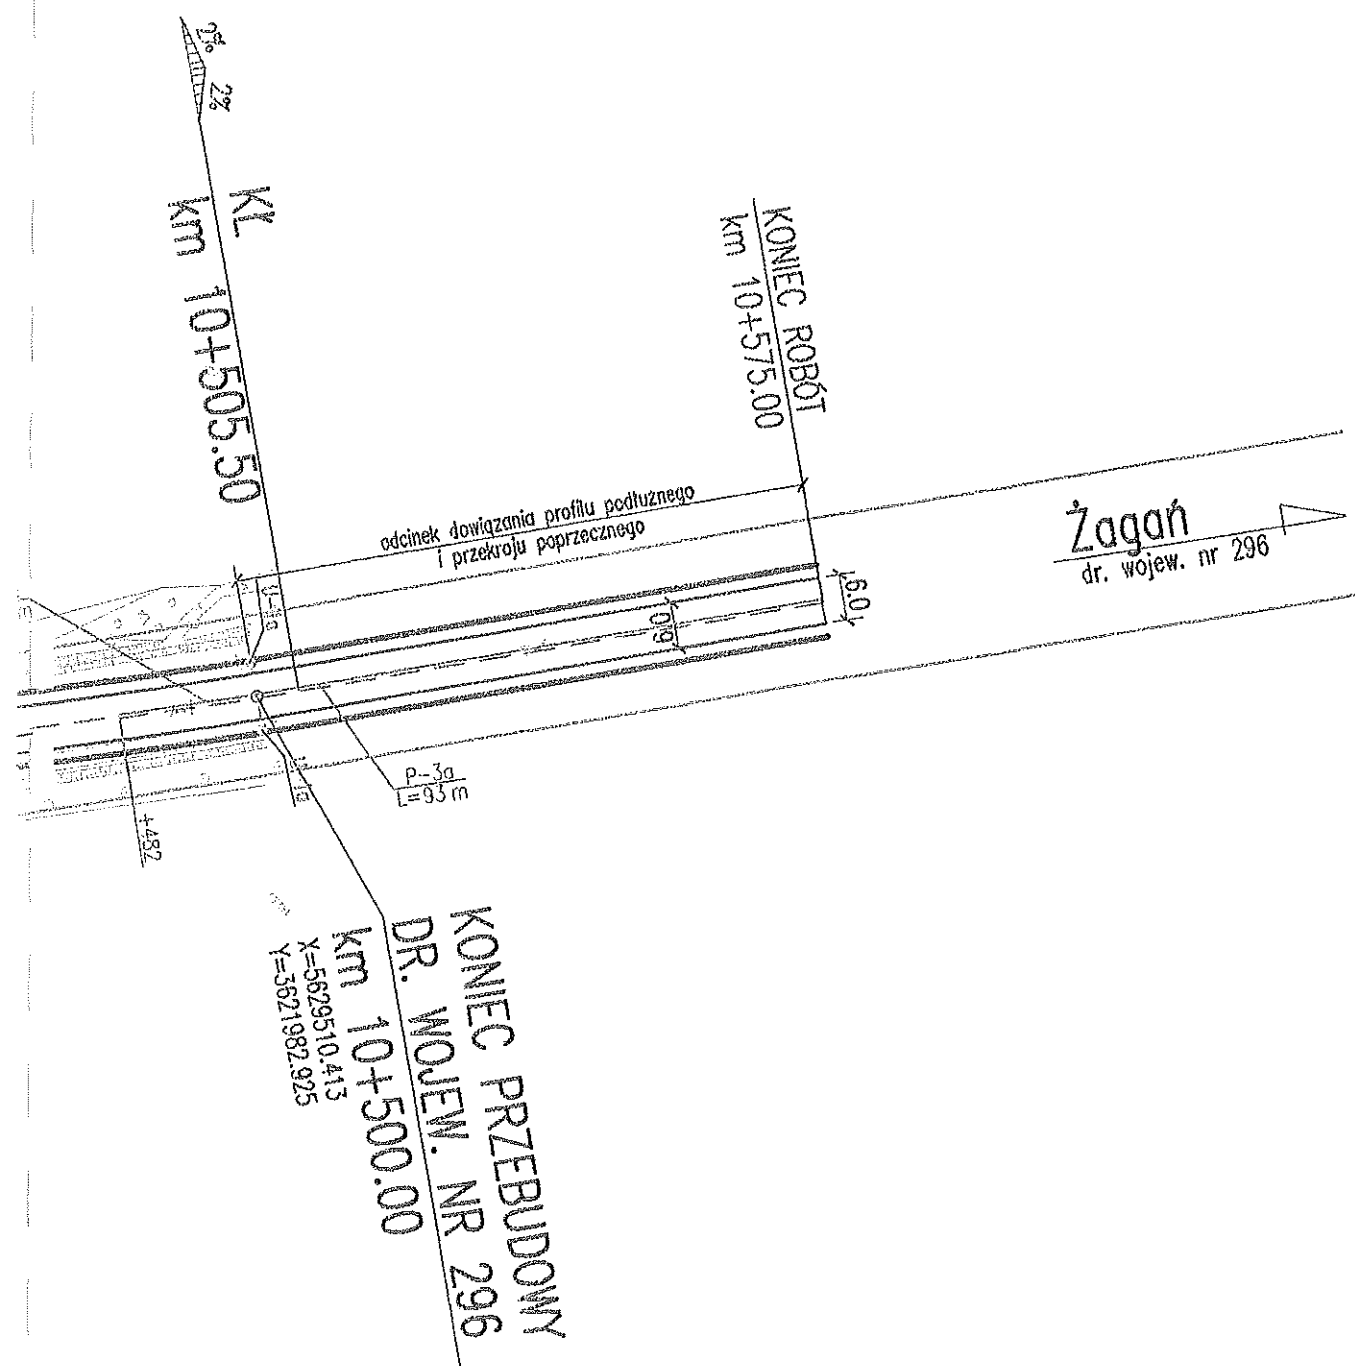 2% 2%
KŁ
km 10+505.50
KONIEC ROBÓT
km 10+575.00
odcinek dowiązania profilu podłużnego
i przekroju poprzecznego
Żagań
dr. wojew. nr 296
6.0
6.0
P-3a
L=93 m
+482
KONIEC PRZEBUDOWY
DR. WOJEW. NR 296
km 10+500.00
X=5629510.413
Y=3621982.925